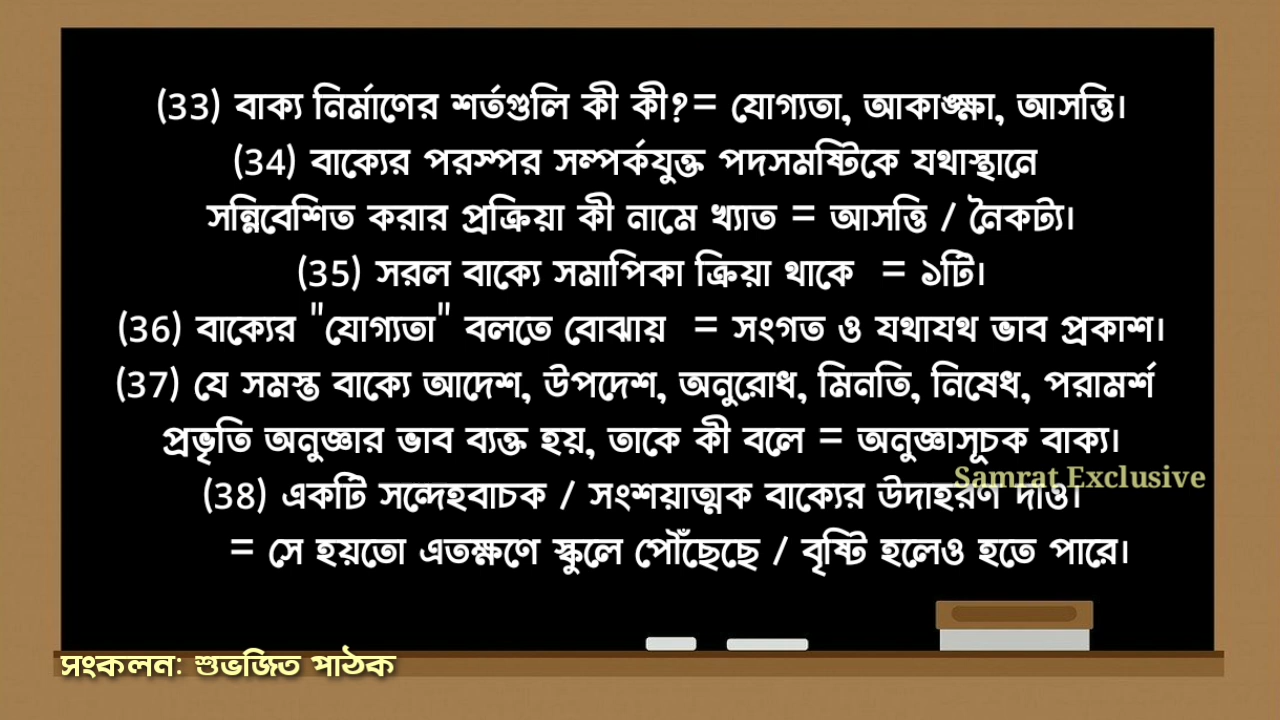 (33) বাক্য নির্মাণের শর্তগুলি কী কী?= যোগ্যতা, আকাঙ্ক্ষা, আসত্তি।
(34) বাক্যের পরস্পর সম্পর্কযুক্ত পদসমষ্টিকে যথাস্থানে
সন্নিবেশিত করার প্রক্রিয়া কী নামে খ্যাত = আসত্তি / নৈকট্য।
(35) সরল বাক্যে সমাপিকা ক্রিয়া থাকে = ১টি।
(36) বাক্যের "যোগ্যতা" বলতে বোঝায় = সংগত ও যথাযথ ভাব প্রকাশ।
(37) যে সমস্ত বাক্যে আদেশ, উপদেশ, অনুরোধ, মিনতি, নিষেধ, পরামর্শ
প্রভৃতি অনুজ্ঞার ভাব ব্যক্ত হয়, তাকে কী বলে = অনুজ্ঞাসূচক বাক্য।
Samrat Exclusive
(38) একটি সন্দেহবাচক / সংশয়াত্মক বাক্যের উদাহরণ দাও।
= সে হয়তো এতক্ষণে স্কুলে পৌঁছেছে / বৃষ্টি হলেও হতে পারে।
সংকলন: শুভজিত পাঠক